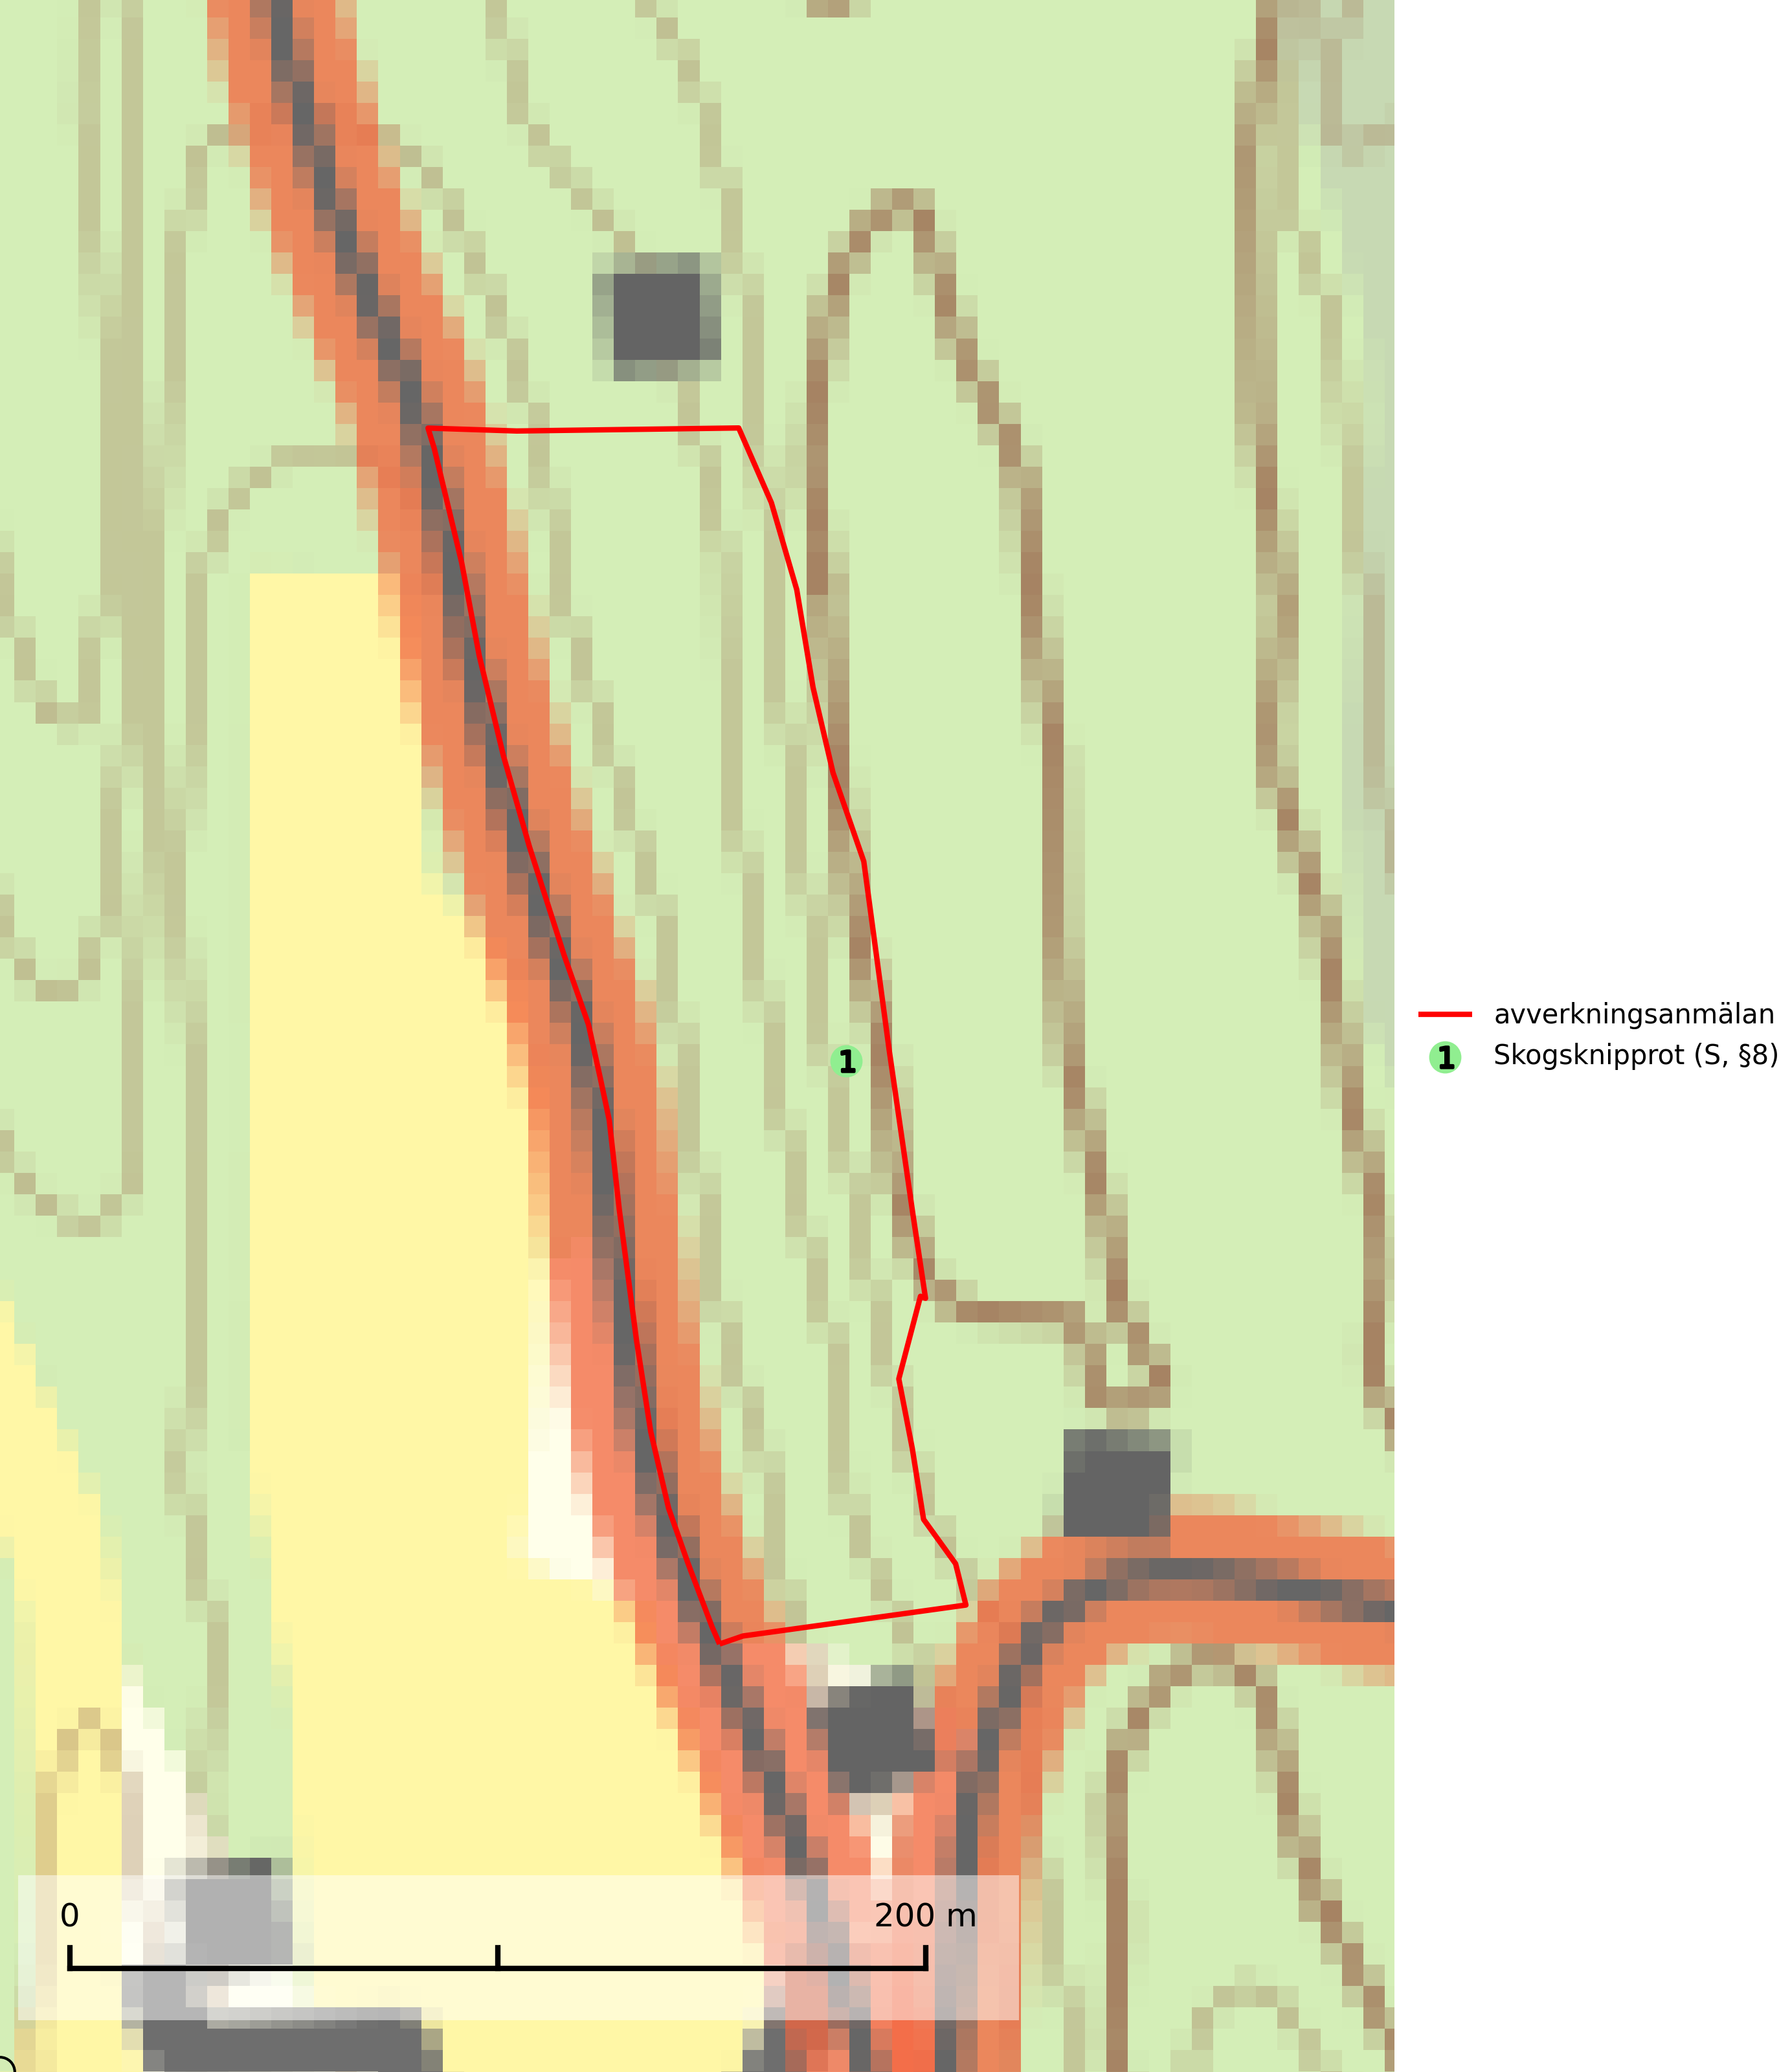 avverkningsanmälan
1 Skogsknipprot (S, §8)
1
0 200 m